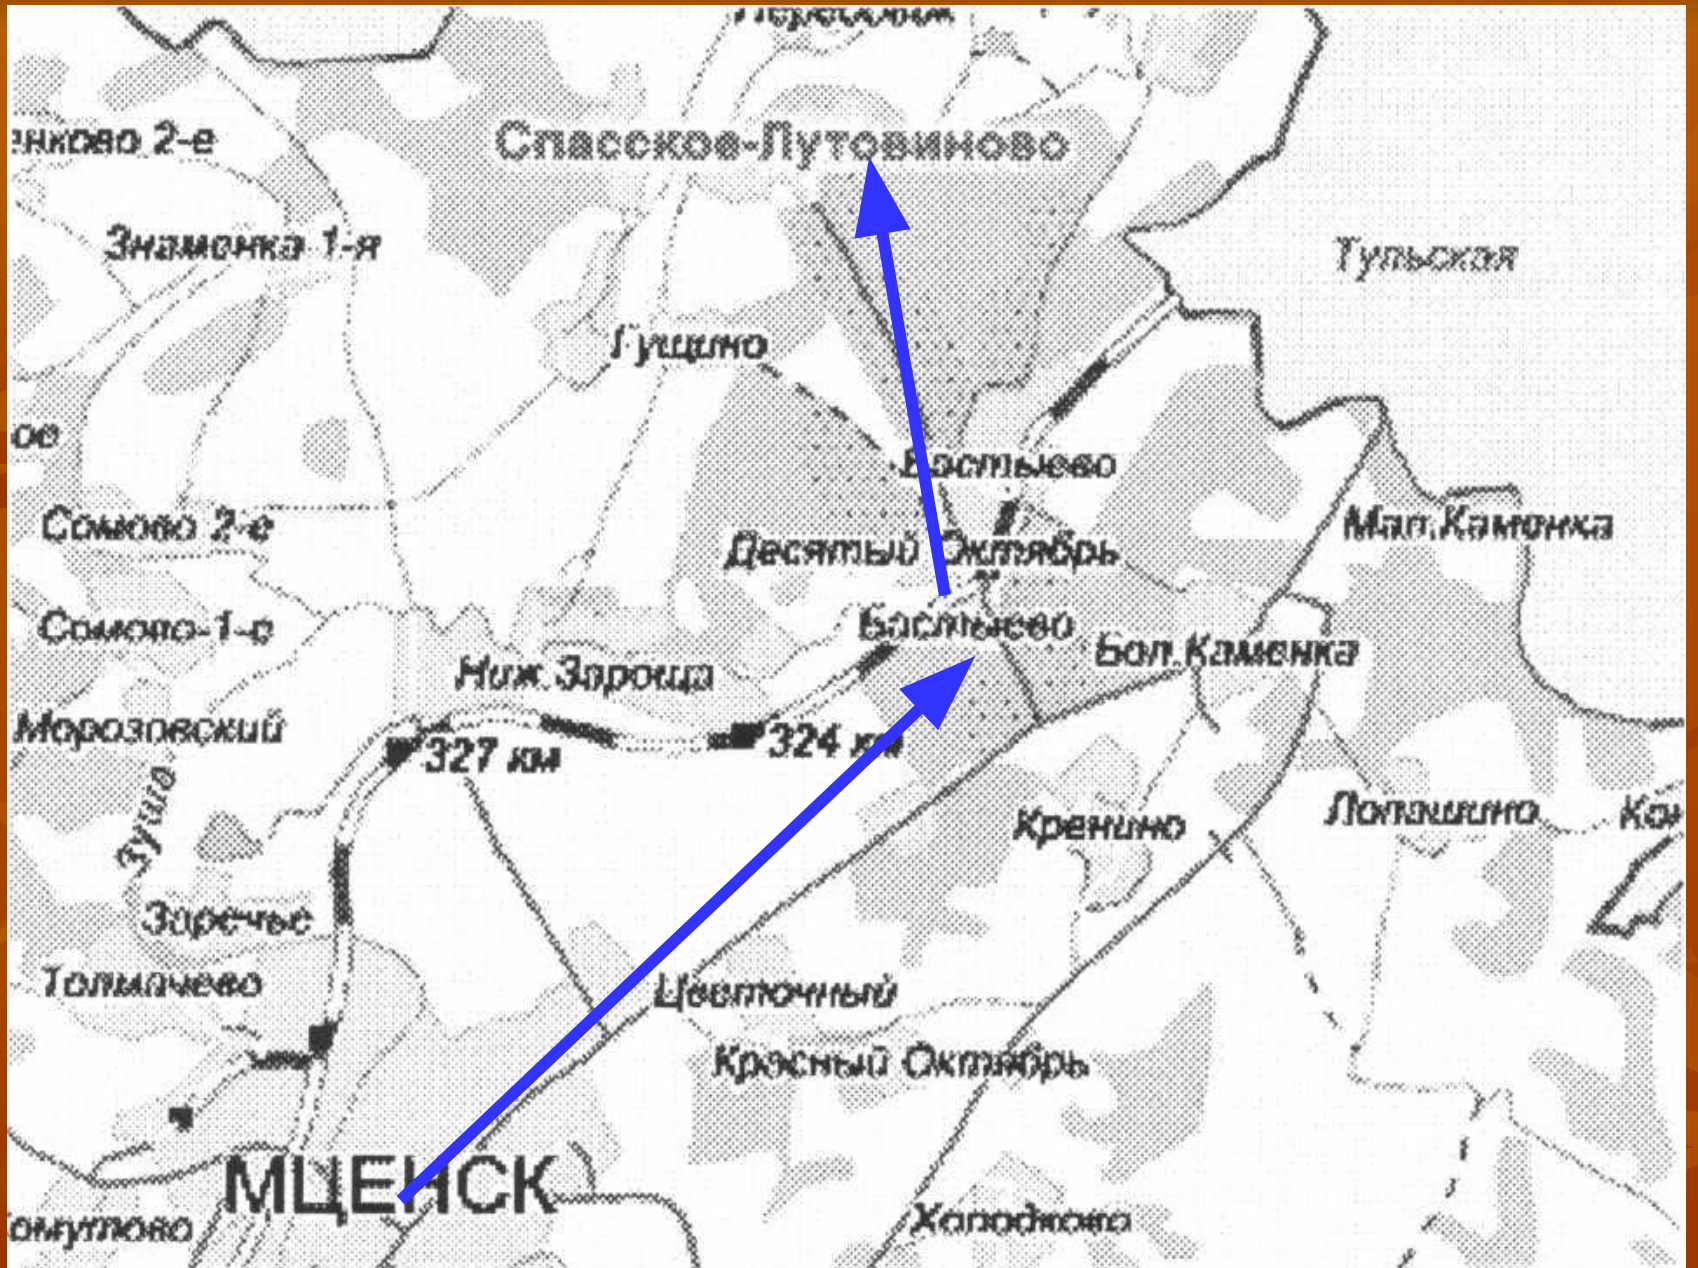 Спасское-Лутовиново
Знаменка 1-я
Тульская
Гущино
Бастыево
Сомово 2-е
Мал.Каменка
Десятый Октябрь
Сомово-1-е
Бастыево
Бол.Каменка
Ниж.Зароща
Морозовский
327 км
324 км
Зуша
Кренино
Лопашино
Заречье
Толмачево
Цветочный
Красный Октябрь
МЦЕНСК
Холодково